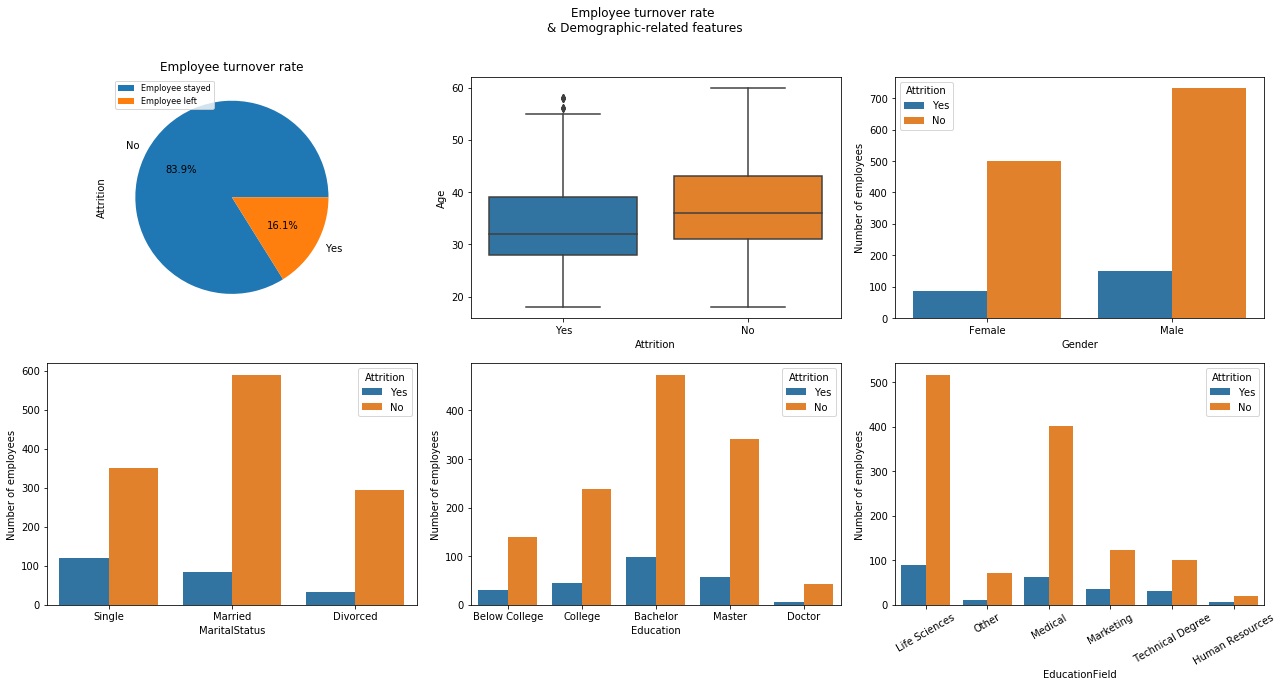 Employee turnover rate
& Demographic-related features
Employee turnover rate
Employee stayed
Employee left
No
83.9%
16.1%
Yes
Attrition
60
50
40
30
20
Age
Yes
No
Attrition
Attrition
Yes
No
700
600
500
400
300
200
100
0
Number of employees
Female
Male
Gender
600
500
400
300
200
100
0
Number of employees
Attrition
Yes
No
Single
Married
Divorced
MaritalStatus
400
300
200
100
0
Number of employees
Attrition
Yes
No
Below College
College
Bachelor
Master
Doctor
Education
500
400
300
200
100
0
Number of employees
Attrition
Yes
No
Life Sciences
Other
Medical
Marketing
Technical Degree
Human Resources
EducationField